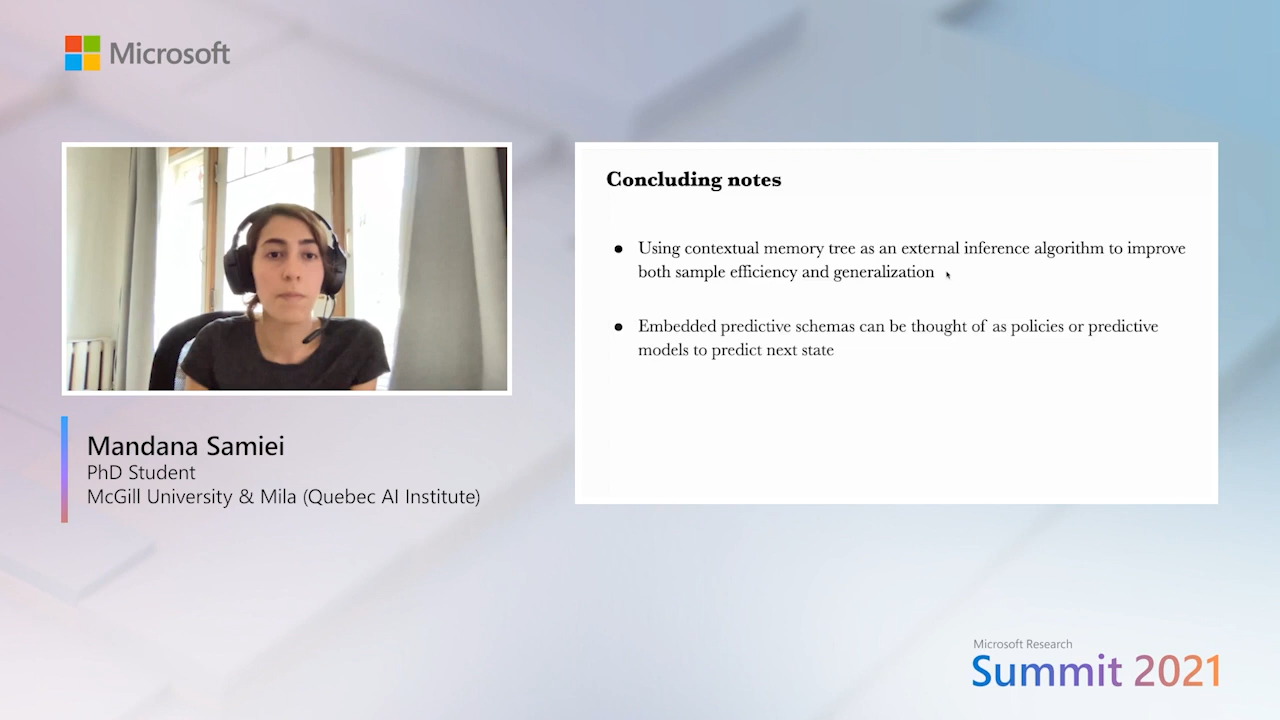 Microsoft
Concluding notes
● Using contextual memory tree as an external inference algorithm to improve
both sample efficiency and generalization
● Embedded predictive schemas can be thought of as policies or predictive
models to predict next state
Mandana Samiei
PhD Student
McGill University & Mila (Quebec AI Institute)
Microsoft Research
Summit 2021